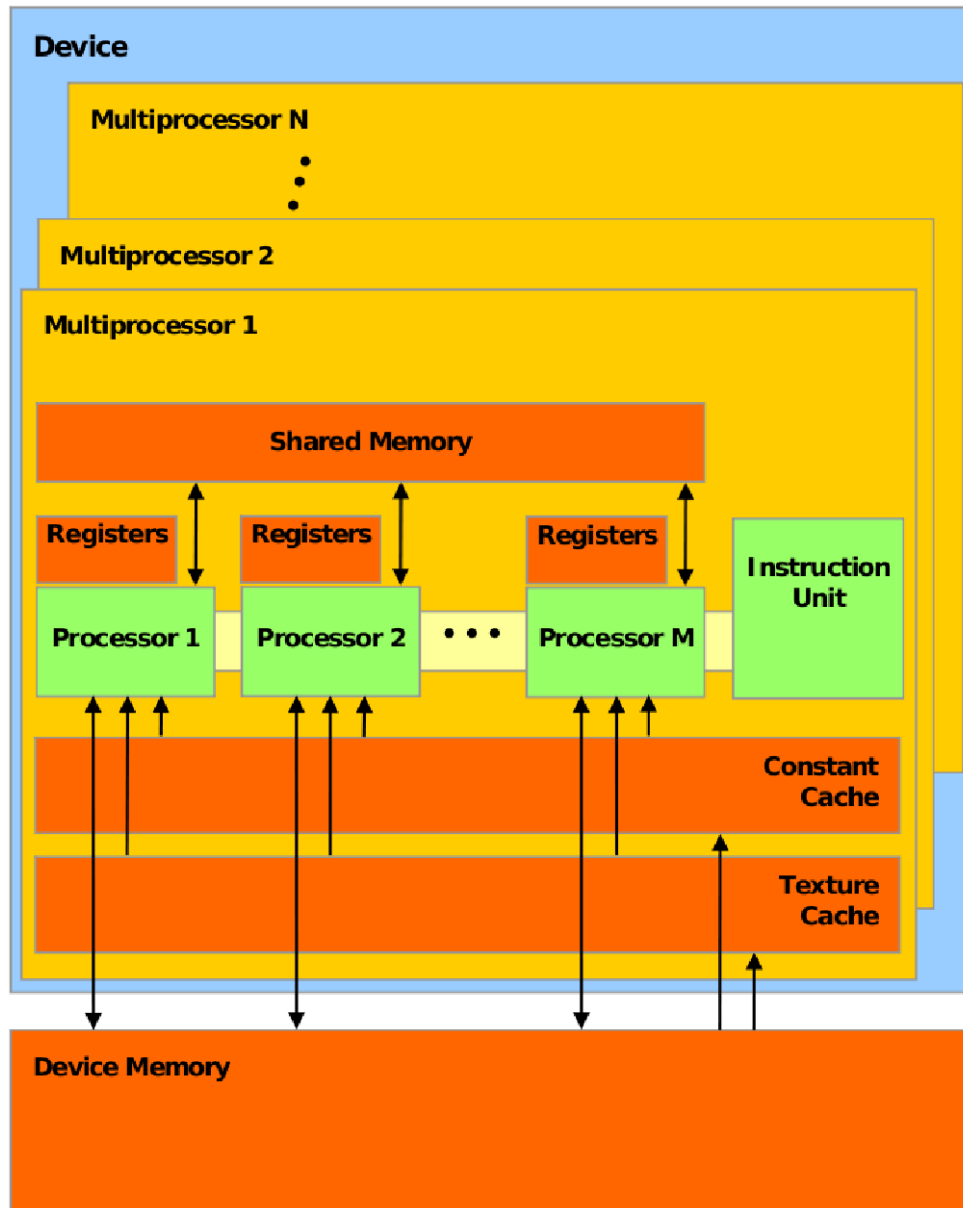 Device
Multiprocessor N
Multiprocessor 2
Multiprocessor 1
Shared Memory
Registers
Registers
Registers
Instruction
Unit
Processor 1
Processor 2
Processor M
Constant
Cache
Texture
Cache
Device Memory